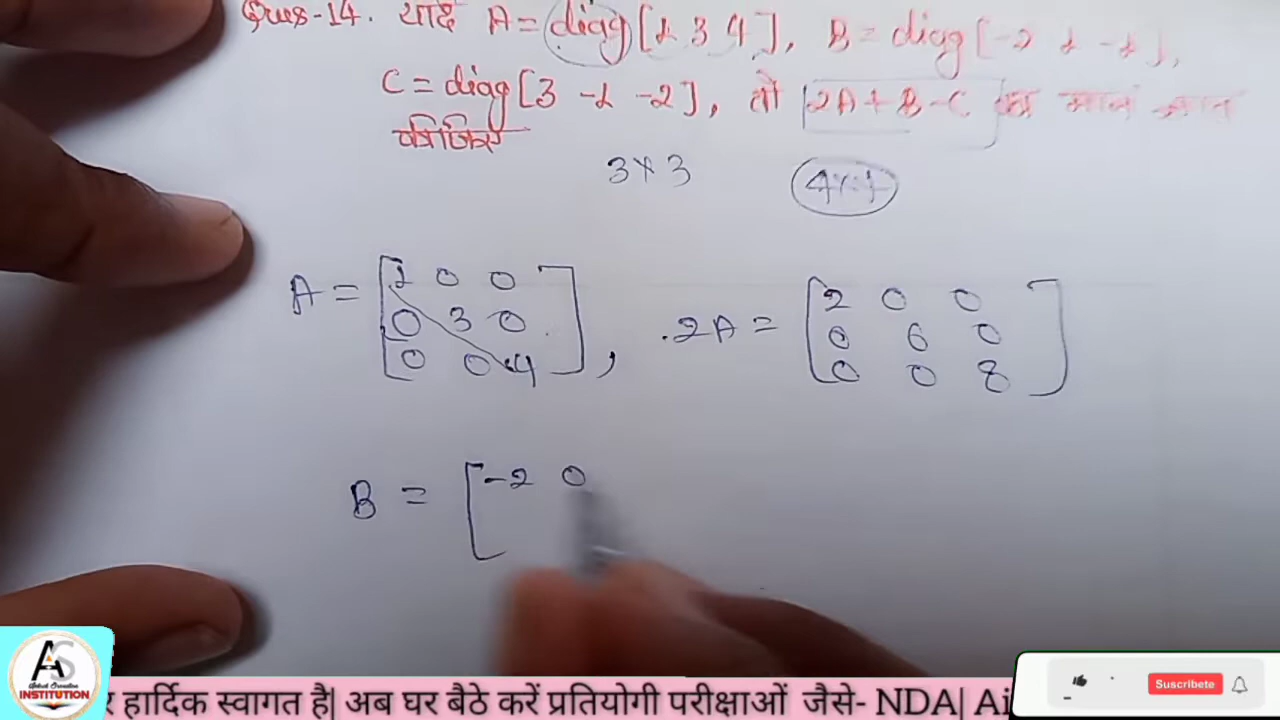 Ques-14. यदि A = diag [1 3 4], B = diag [-2 1 -1],
C = diag [3 -1 -2], तो 2A + B - C का मान ज्ञात
किजिए
3×3
A = [1 0 0
0 3 0
0 0 4] , 2A = [2 0 0
0 6 0
0 0 8]
B = [-2 0
AS
INSTITUTION
हार्दिक स्वागत है| अब घर बैठे करें प्रतियोगी परीक्षाओं जैसे- NDA| Ai
Suscribete